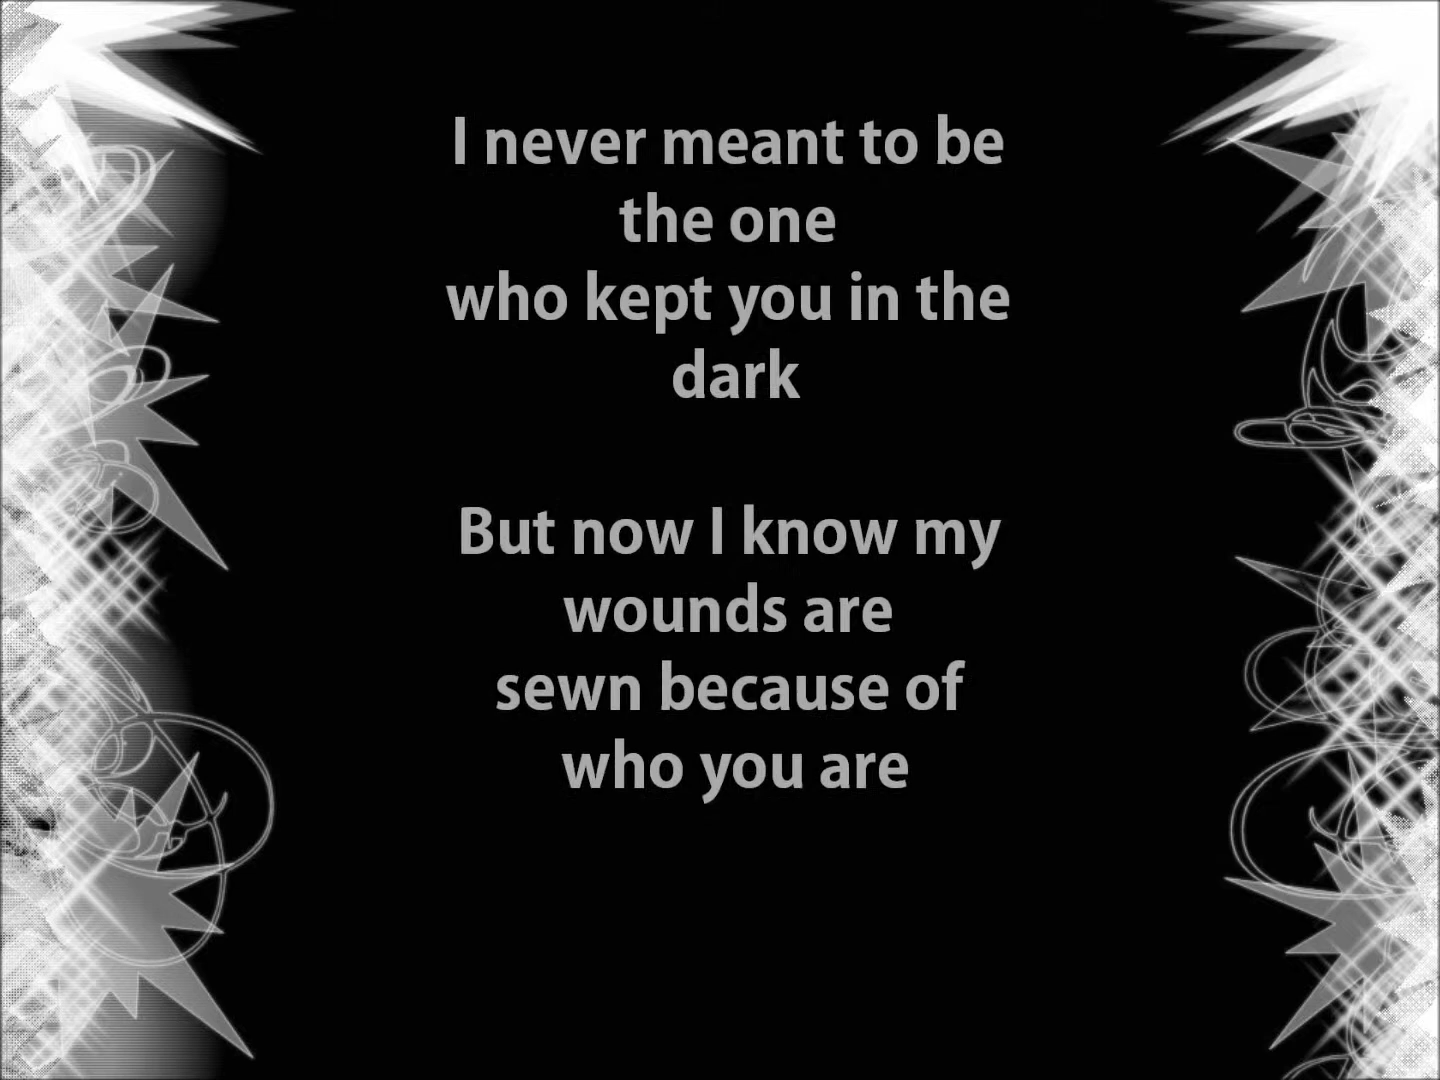 I never meant to be
the one
who kept you in the
dark
But now I know my
wounds are
sewn because of
who you are